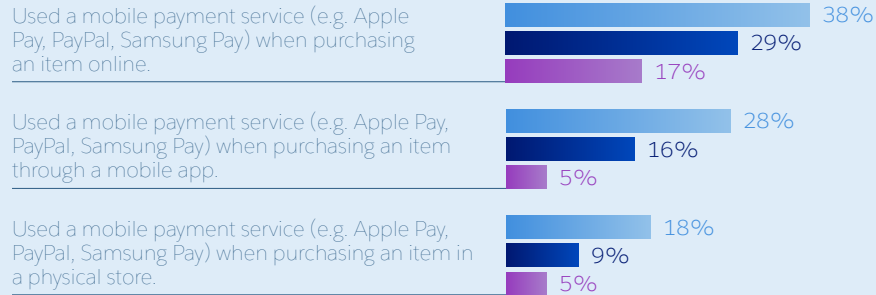 Used a mobile payment service (e.g. Apple
Pay, PayPal, Samsung Pay) when purchasing
an item online.
38%
29%
17%
Used a mobile payment service (e.g. Apple Pay,
PayPal, Samsung Pay) when purchasing an item
through a mobile app.
28%
16%
5%
Used a mobile payment service (e.g. Apple Pay,
PayPal, Samsung Pay) when purchasing an item in
a physical store.
18%
9%
5%